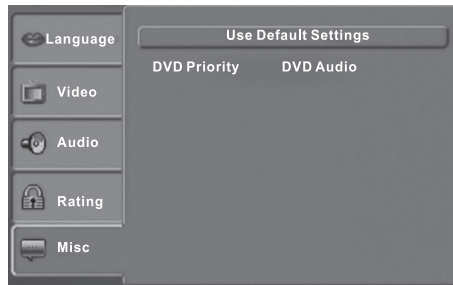 Language
Video
Audio
Rating
Misc
Use Default Settings
DVD Priority DVD Audio